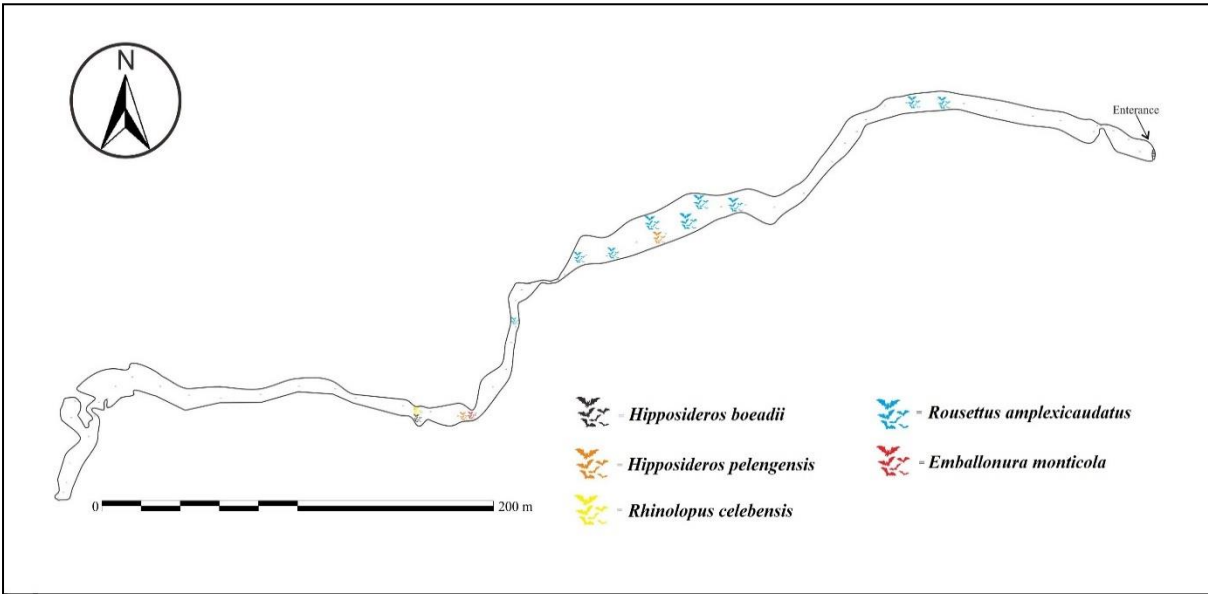 N
Enterance
= Hipposideros boeadii
= Rousettus amplexicaudatus
= Hipposideros pelengensis
= Emballonura monticola
= Rhinolopus celebensis
0 200 m